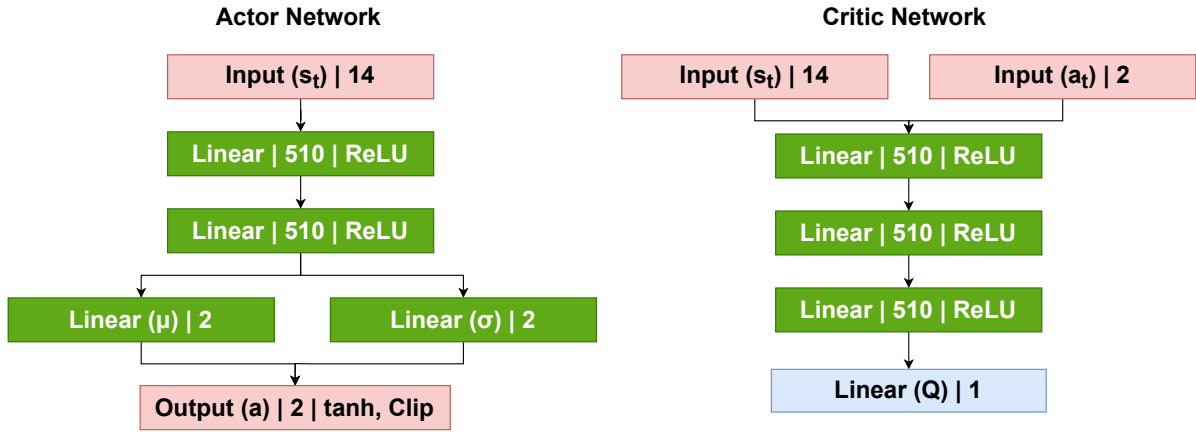 Actor Network
Input (sₜ) | 14
Linear | 510 | ReLU
Linear | 510 | ReLU
Linear (μ) | 2
Linear (σ) | 2
Output (a) | 2 | tanh, Clip
Critic Network
Input (sₜ) | 14
Input (aₜ) | 2
Linear | 510 | ReLU
Linear | 510 | ReLU
Linear | 510 | ReLU
Linear (Q) | 1